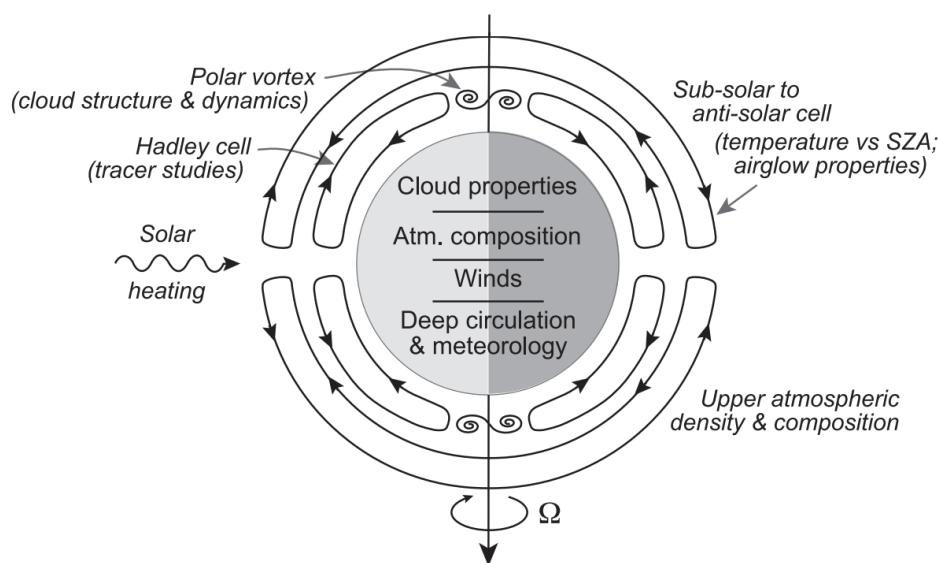 Polar vortex
(cloud structure & dynamics)
Hadley cell
(tracer studies)
Sub-solar to
anti-solar cell
(temperature vs SZA;
airglow properties)
Solar
heating
Cloud properties
Atm. composition
Winds
Deep circulation
& meteorology
Upper atmospheric
density & composition
Ω